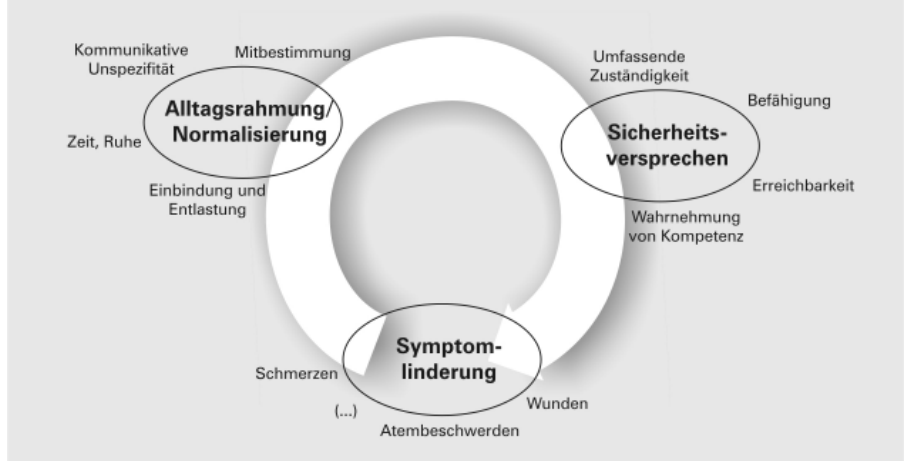 Kommunikative
Unspezifität
Mitbestimmung
Alltagsrahmung/
Normalisierung
Zeit, Ruhe
Einbindung und
Entlastung
Umfassende
Zuständigkeit
Befähigung
Sicherheits-
versprechen
Erreichbarkeit
Wahrnehmung
von Kompetenz
Symptom-
linderung
Schmerzen
(...)
Atembeschwerden
Wunden